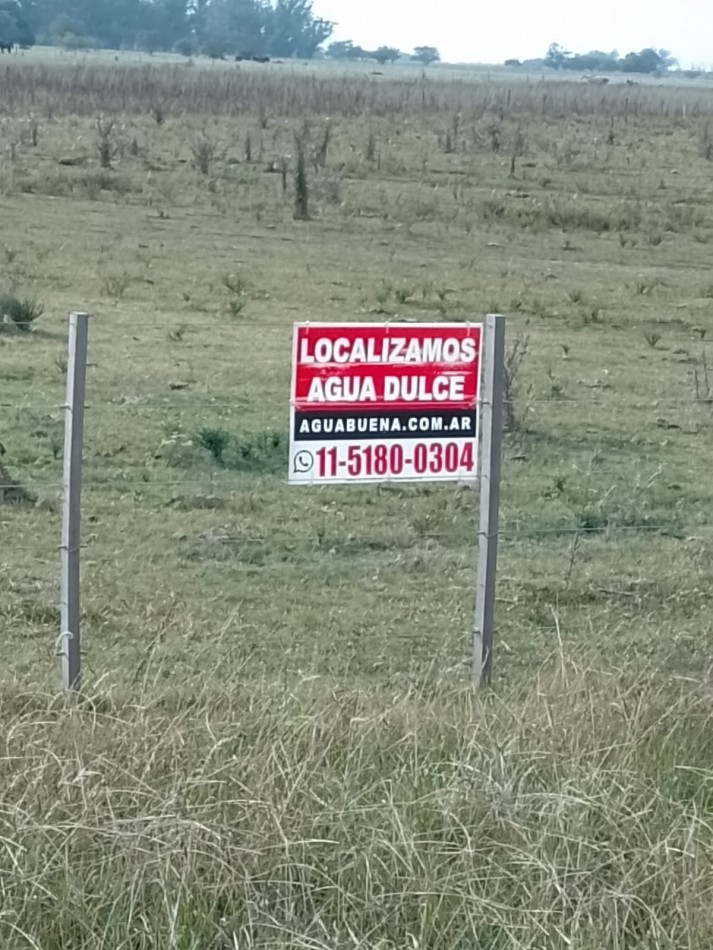 LOCALIZAMOS
AGUA DULCE
AGUABUENA.COM.AR
11-5180-0304